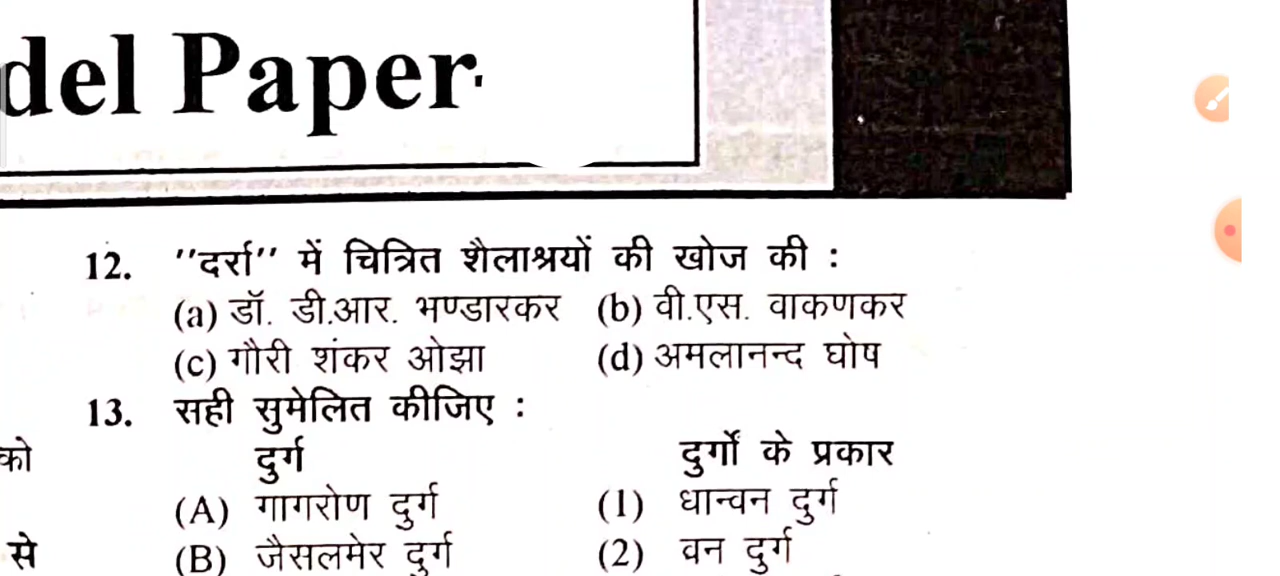 del Paper
12. ''दर्रा'' में चित्रित शैलाश्रयों की खोज की :
(a) डॉ. डी.आर. भण्डारकर (b) वी.एस. वाकणकर
(c) गौरी शंकर ओझा (d) अमलानन्द घोष
13. सही सुमेलित कीजिए :
को दुर्ग दुर्गों के प्रकार
(A) गागरोण दुर्ग (1) धान्वन दुर्ग
से (B) जैसलमेर दुर्ग (2) वन दुर्ग